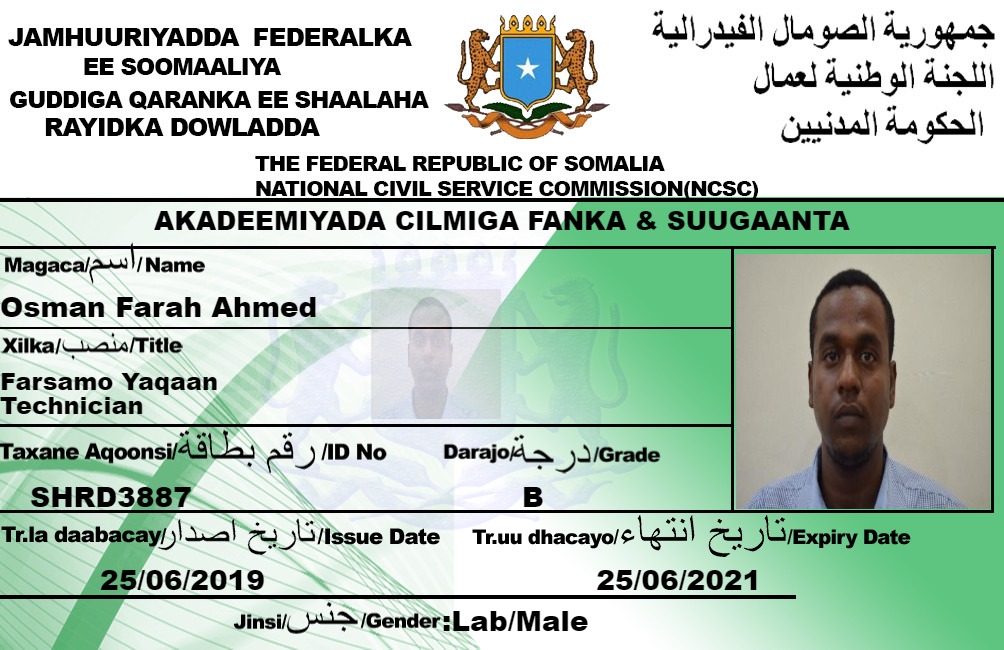 JAMHUURIYADDA FEDERALKA
EE SOOMAALIYA
GUDDIGA QARANKA EE SHAALAHA
RAYIDKA DOWLADDA
جمهورية الصومال الفيدرالية
اللجنة الوطنية لعمال
الحكومة المدنيين
THE FEDERAL REPUBLIC OF SOMALIA
NATIONAL CIVIL SERVICE COMMISSION(NCSC)
AKADEEMIYADA CILMIGA FANKA & SUUGAANTA
Magaca/اسم/Name
Osman Farah Ahmed
Xilka/منصب/Title
Farsamo Yaqaan
Technician
Taxane Aqoonsi/رقم بطاقة/ID No
SHRD3887
Darajo/درجة/Grade
B
Tr.la daabacay/تاريخ اصدار/Issue Date
25/06/2019
Tr.uu dhacayo/تاريخ انتهاء/Expiry Date
25/06/2021
Jinsi/جنس/Gender:Lab/Male